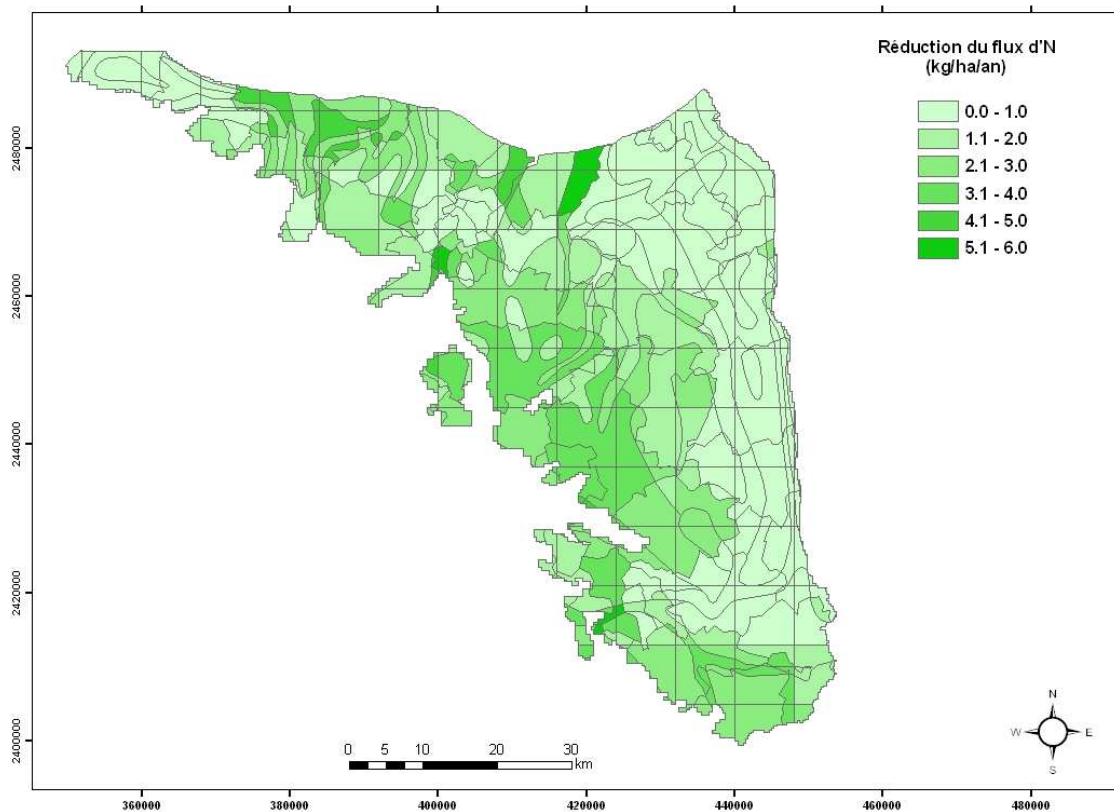 Réduction du flux d'N
(kg/ha/an)
0.0 - 1.0
1.1 - 2.0
2.1 - 3.0
3.1 - 4.0
4.1 - 5.0
5.1 - 6.0
2480000
2460000
2440000
2420000
2400000
N
W E
S
0 5 10 20 30
km
360000 380000 400000 420000 440000 460000 480000